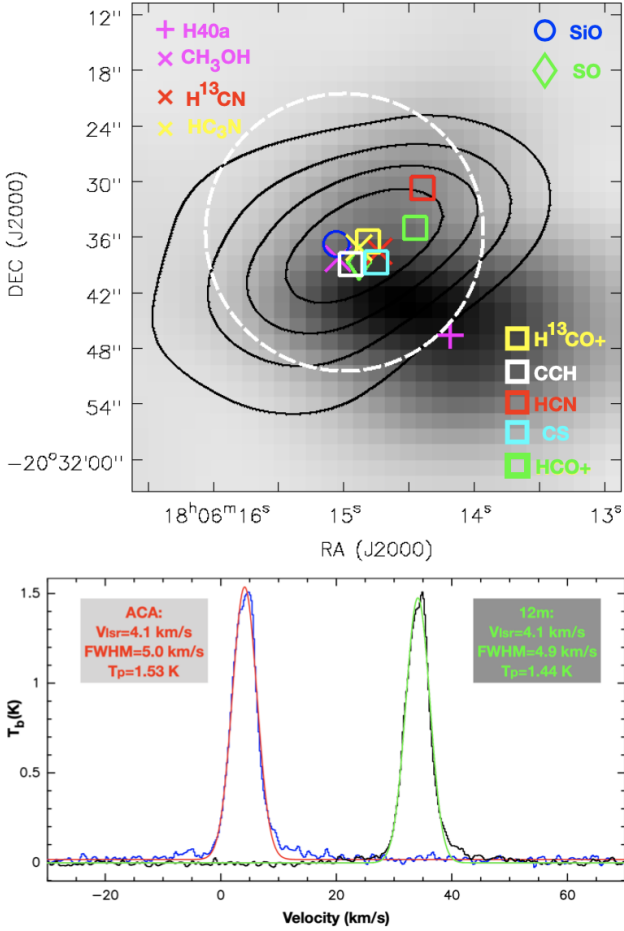 H40a
CH₃OH
H¹³CN
HC₃N
SiO
SO
12''
18''
24''
30''
36''
42''
48''
54''
−20°32'00''
DEC (J2000)
H¹³CO+
CCH
HCN
CS
HCO+
18ʰ06ᵐ16ˢ 15ˢ 14ˢ 13ˢ
RA (J2000)
1.5
1
0.5
0
T_b(K)
ACA:
Vlsr=4.1 km/s
FWHM=5.0 km/s
Tp=1.53 K
12m:
Vlsr=4.1 km/s
FWHM=4.9 km/s
Tp=1.44 K
−20 0 20 40 60
Velocity (km/s)